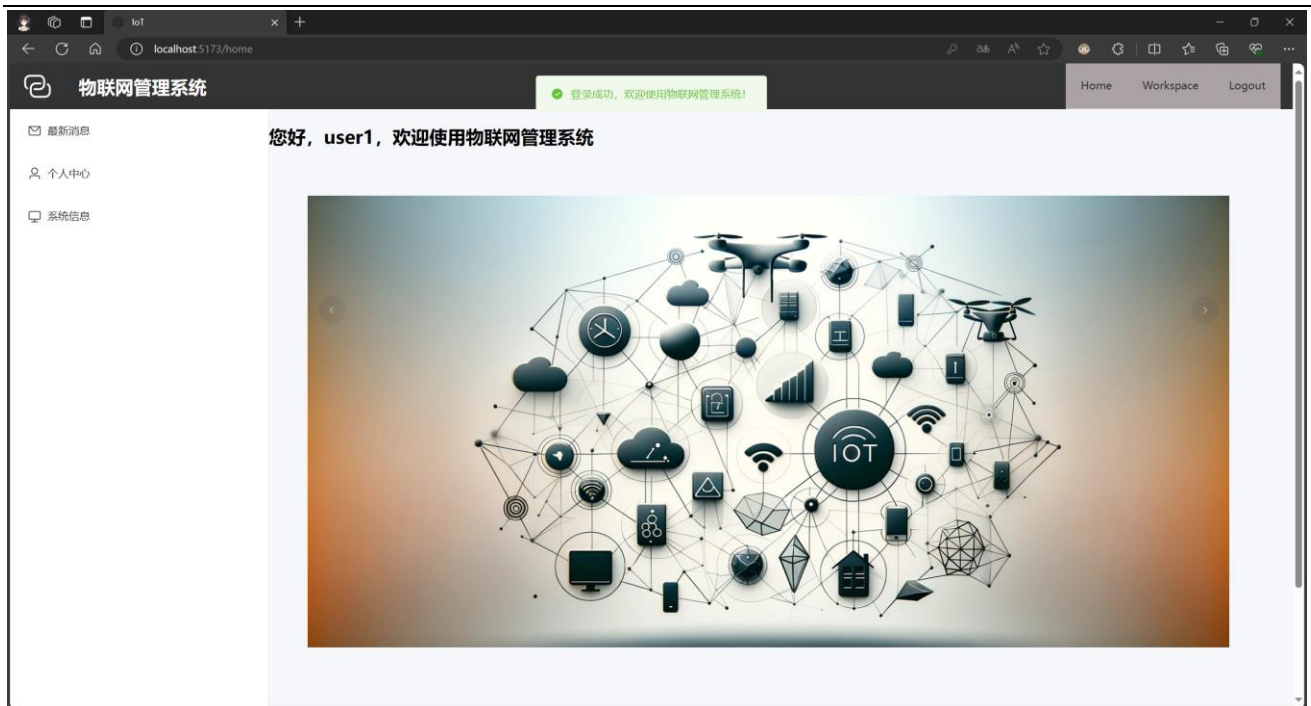 IoT
localhost:5173/home
物联网管理系统
登录成功，欢迎使用物联网管理系统！
Home Workspace Logout
最新消息
个人中心
系统信息
您好，user1，欢迎使用物联网管理系统
IOT